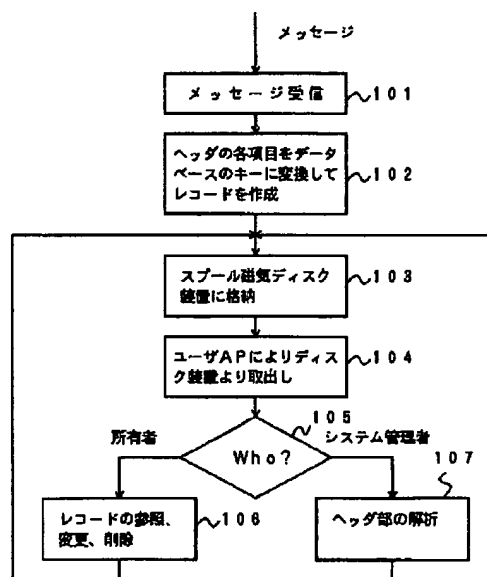 メッセージ
メッセージ受信
101
ヘッダの各項目をデータ
ベースのキーに変換して
レコードを作成
102
スプール磁気ディスク
装置に格納
103
ユーザAPによりディス
ク装置より取出し
104
105
所有者
システム管理者
Who?
107
レコードの参照、
変更、削除
106
ヘッダ部の解析